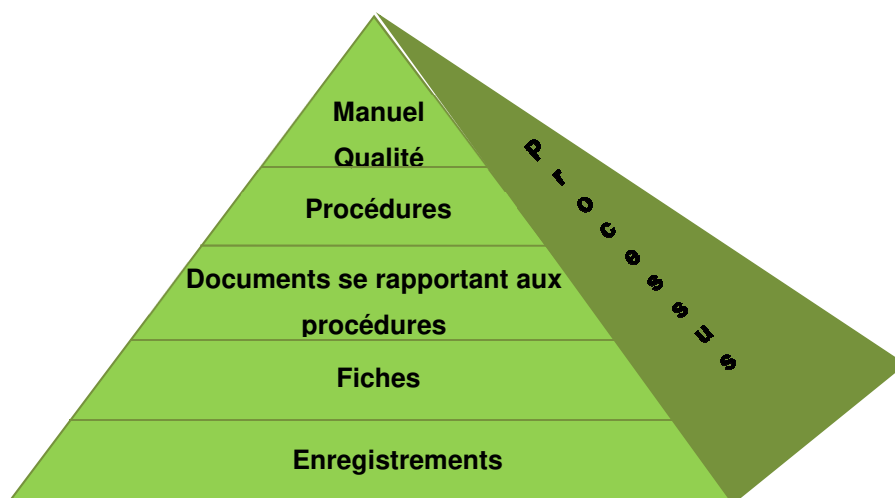 Manuel
Qualité
Procédures
Documents se rapportant aux
procédures
Fiches
Enregistrements
Processus